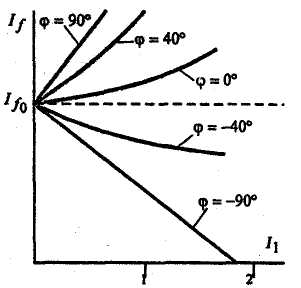 I_f
φ = 90°
φ = 40°
φ = 0°
I_f0
φ = −40°
φ = −90°
I_1
1
2